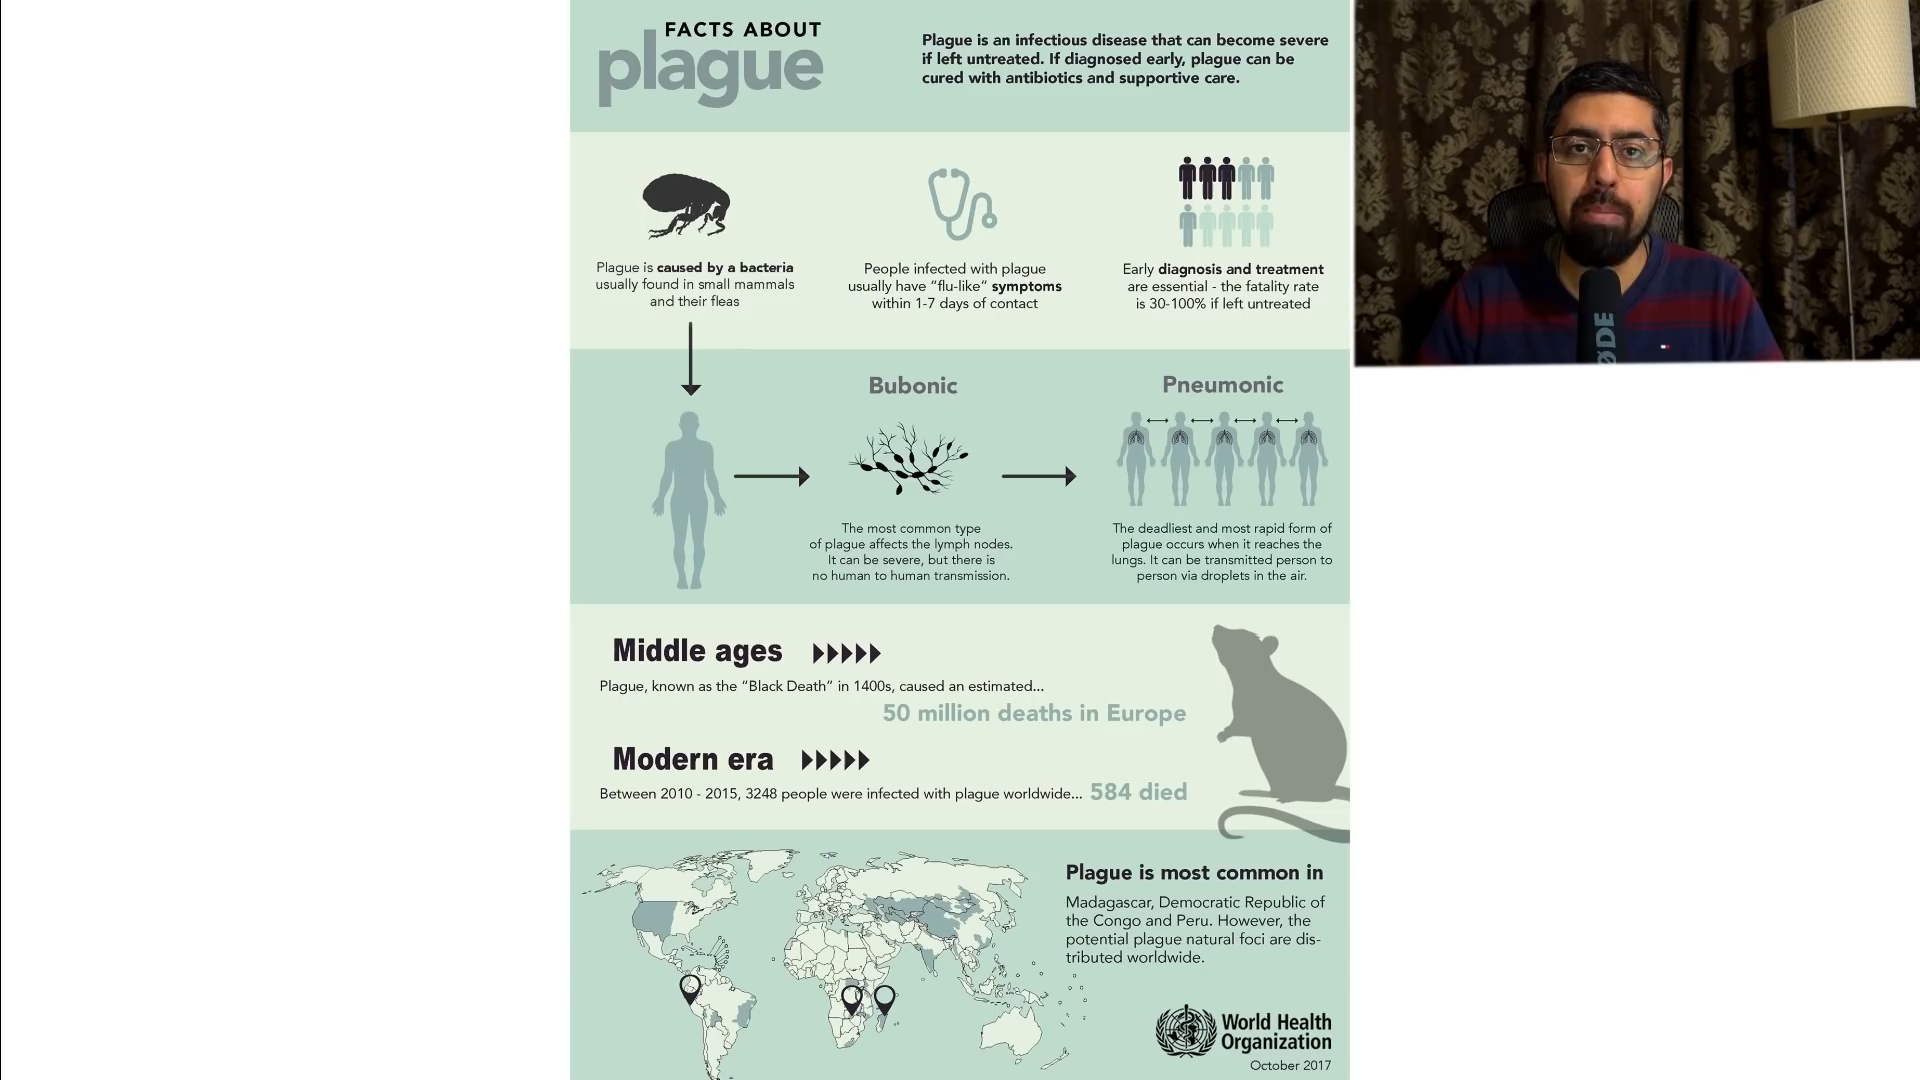 FACTS ABOUT
plague
Plague is an infectious disease that can become severe
if left untreated. If diagnosed early, plague can be
cured with antibiotics and supportive care.
Plague is caused by a bacteria
usually found in small mammals
and their fleas
People infected with plague
usually have “flu-like” symptoms
within 1-7 days of contact
Early diagnosis and treatment
are essential - the fatality rate
is 30-100% if left untreated
Bubonic
The most common type
of plague affects the lymph nodes.
It can be severe, but there is
no human to human transmission.
Pneumonic
The deadliest and most rapid form of
plague occurs when it reaches the
lungs. It can be transmitted person to
person via droplets in the air.
Middle ages
Plague, known as the “Black Death” in 1400s, caused an estimated...
50 million deaths in Europe
Modern era
Between 2010 - 2015, 3248 people were infected with plague worldwide... 584 died
Plague is most common in
Madagascar, Democratic Republic of
the Congo and Peru. However, the
potential plague natural foci are dis-
tributed worldwide.
World Health
Organization
October 2017
RØDE